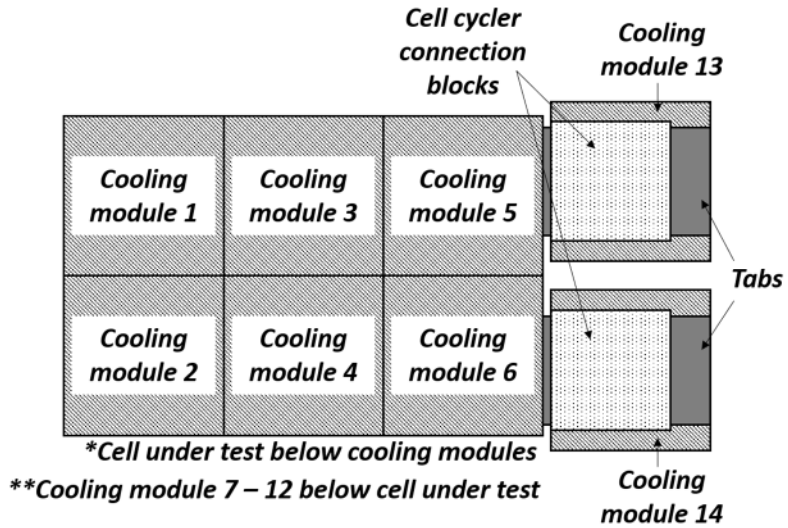 Cell cycler
connection
blocks
Cooling
module 13
Cooling
module 1
Cooling
module 3
Cooling
module 5
Tabs
Cooling
module 2
Cooling
module 4
Cooling
module 6
*Cell under test below cooling modules
**Cooling module 7 – 12 below cell under test
Cooling
module 14